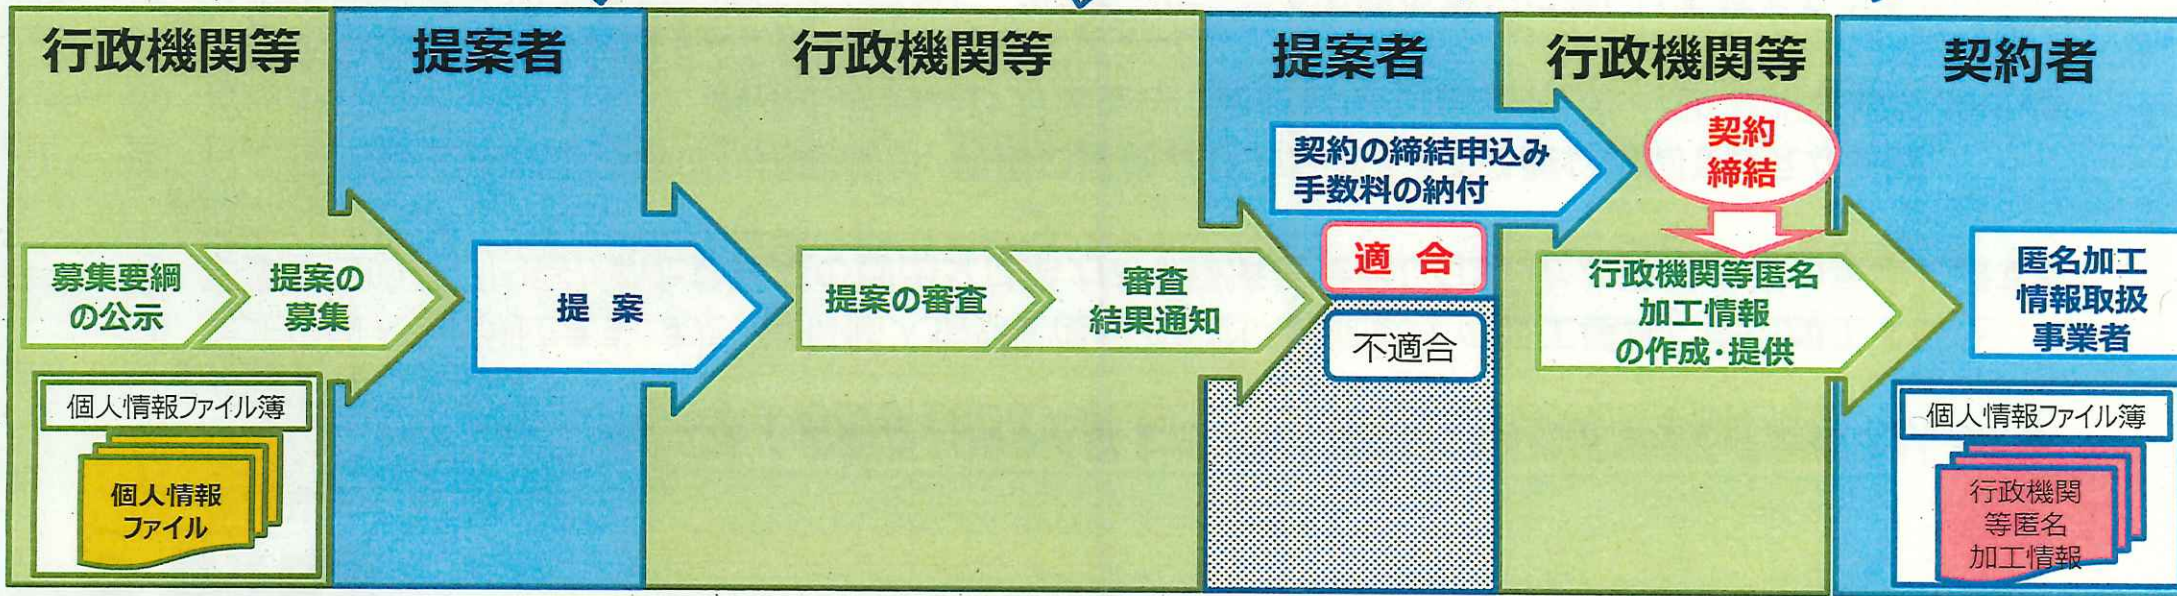 行政機関等
提案者
行政機関等
提案者
行政機関等
契約者
募集要綱
の公示
提案の
募集
個人情報ファイル簿
個人情報
ファイル
提 案
提案の審査
審査
結果通知
契約の締結申込み
手数料の納付
適 合
不適合
契約
締結
行政機関等匿名
加工情報
の作成・提供
匿名加工
情報取扱
事業者
個人情報ファイル簿
行政機関
等匿名
加工情報